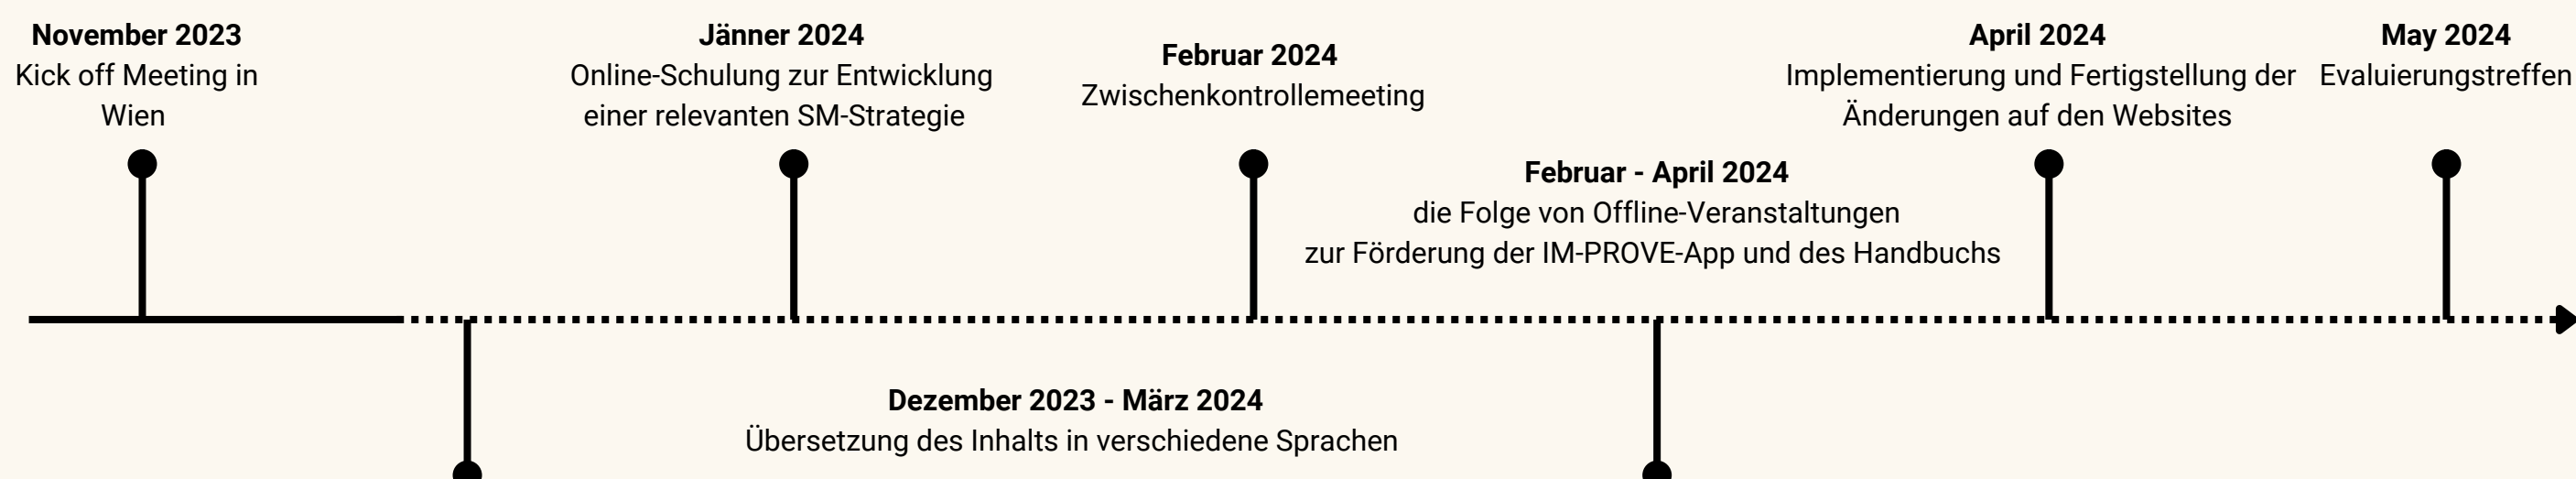 November 2023
Kick off Meeting in
Wien
Jänner 2024
Online-Schulung zur Entwicklung
einer relevanten SM-Strategie
Februar 2024
Zwischenkontrollemeeting
Februar - April 2024
die Folge von Offline-Veranstaltungen
zur Förderung der IM-PROVE-App und des Handbuchs
April 2024
Implementierung und Fertigstellung der
Änderungen auf den Websites
May 2024
Evaluierungstreffen
Dezember 2023 - März 2024
Übersetzung des Inhalts in verschiedene Sprachen